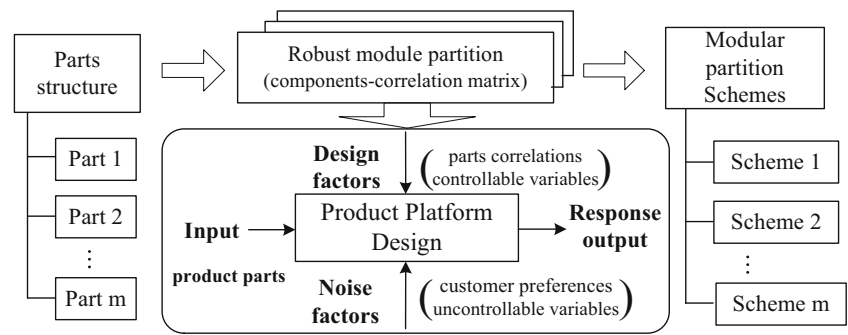 Parts
structure
Part 1
Part 2
⋮
Part m
Robust module partition
(components-correlation matrix)
Design
factors
(parts correlations
controllable variables)
Input
product parts
Product Platform
Design
Response
output
Noise
factors
(customer preferences
uncontrollable variables)
Modular
partition
Schemes
Scheme 1
Scheme 2
⋮
Scheme m